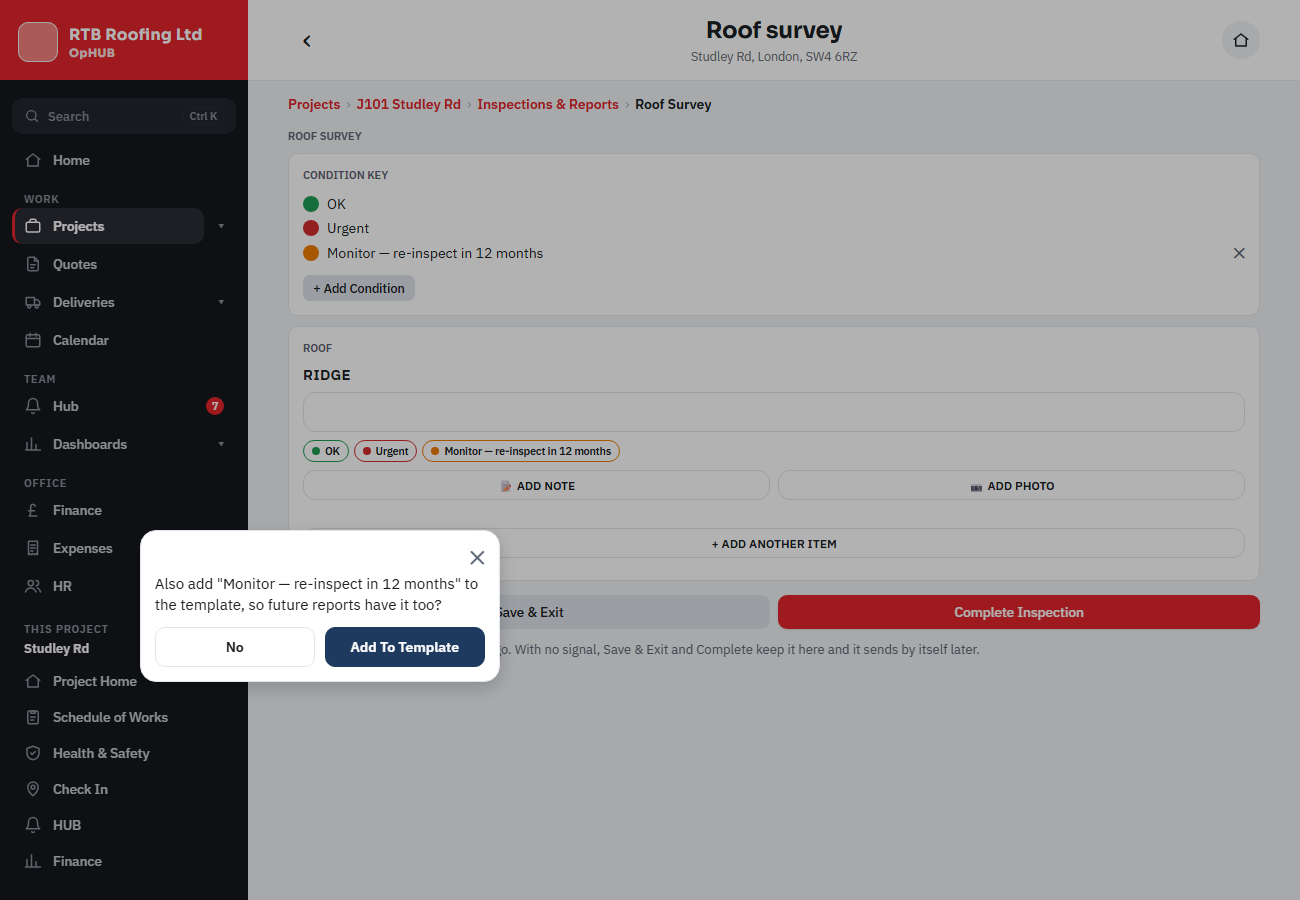 RTB Roofing Ltd
OpHUB
Search
Ctrl K
Home
WORK
Projects
Quotes
Deliveries
Calendar
TEAM
Hub
7
Dashboards
OFFICE
Finance
Expenses
HR
THIS PROJECT
Studley Rd
Project Home
Schedule of Works
Health & Safety
Check In
HUB
Finance
Roof survey
Studley Rd, London, SW4 6RZ
Projects › J101 Studley Rd › Inspections & Reports › Roof Survey
ROOF SURVEY
CONDITION KEY
OK
Urgent
Monitor — re-inspect in 12 months
+ Add Condition
ROOF
RIDGE
OK
Urgent
Monitor — re-inspect in 12 months
ADD NOTE
ADD PHOTO
+ ADD ANOTHER ITEM
Save & Exit
Complete Inspection
With no signal, Save & Exit and Complete keep it here and it sends by itself later.
Also add "Monitor — re-inspect in 12 months" to
the template, so future reports have it too?
No
Add To Template